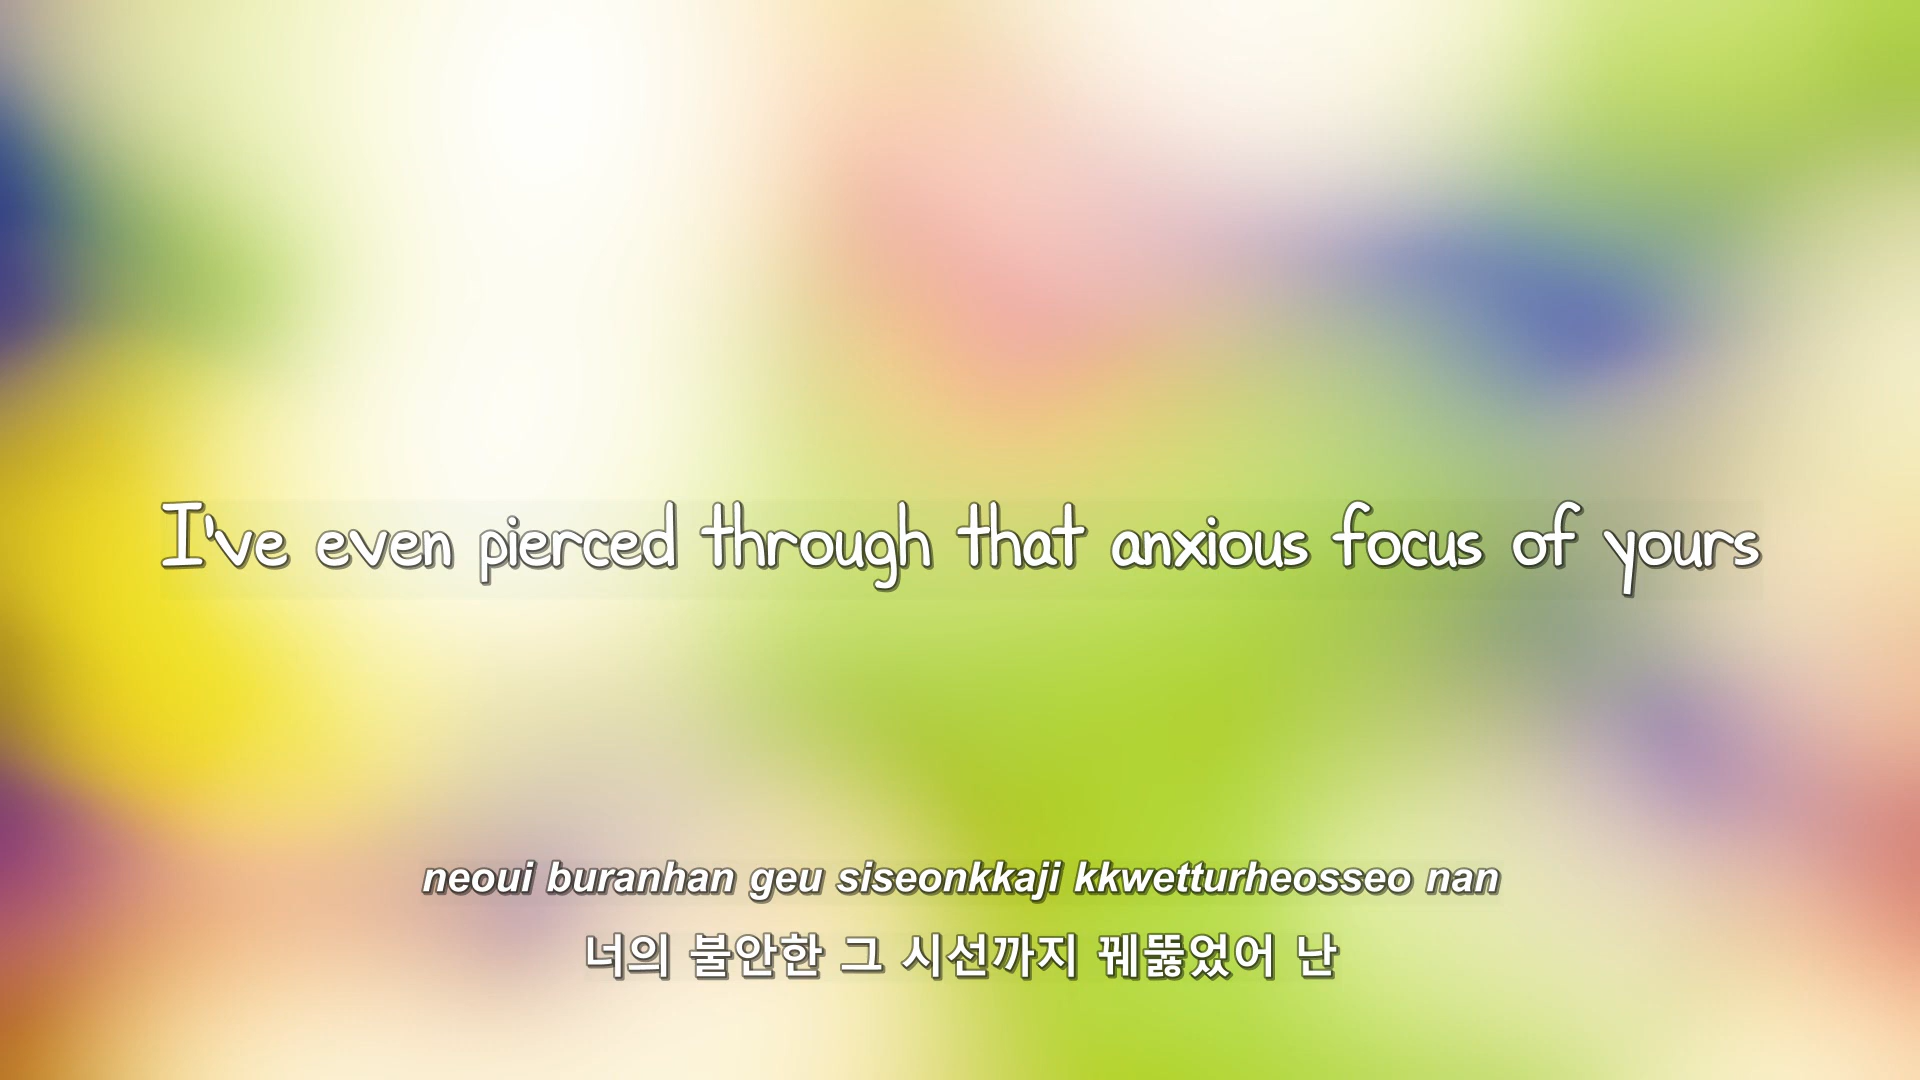 I've even pierced through that anxious focus of yours
neoui buranhan geu siseonkkaji kkwetturheosseo nan
너의 불안한 그 시선까지 꿰뚫었어 난